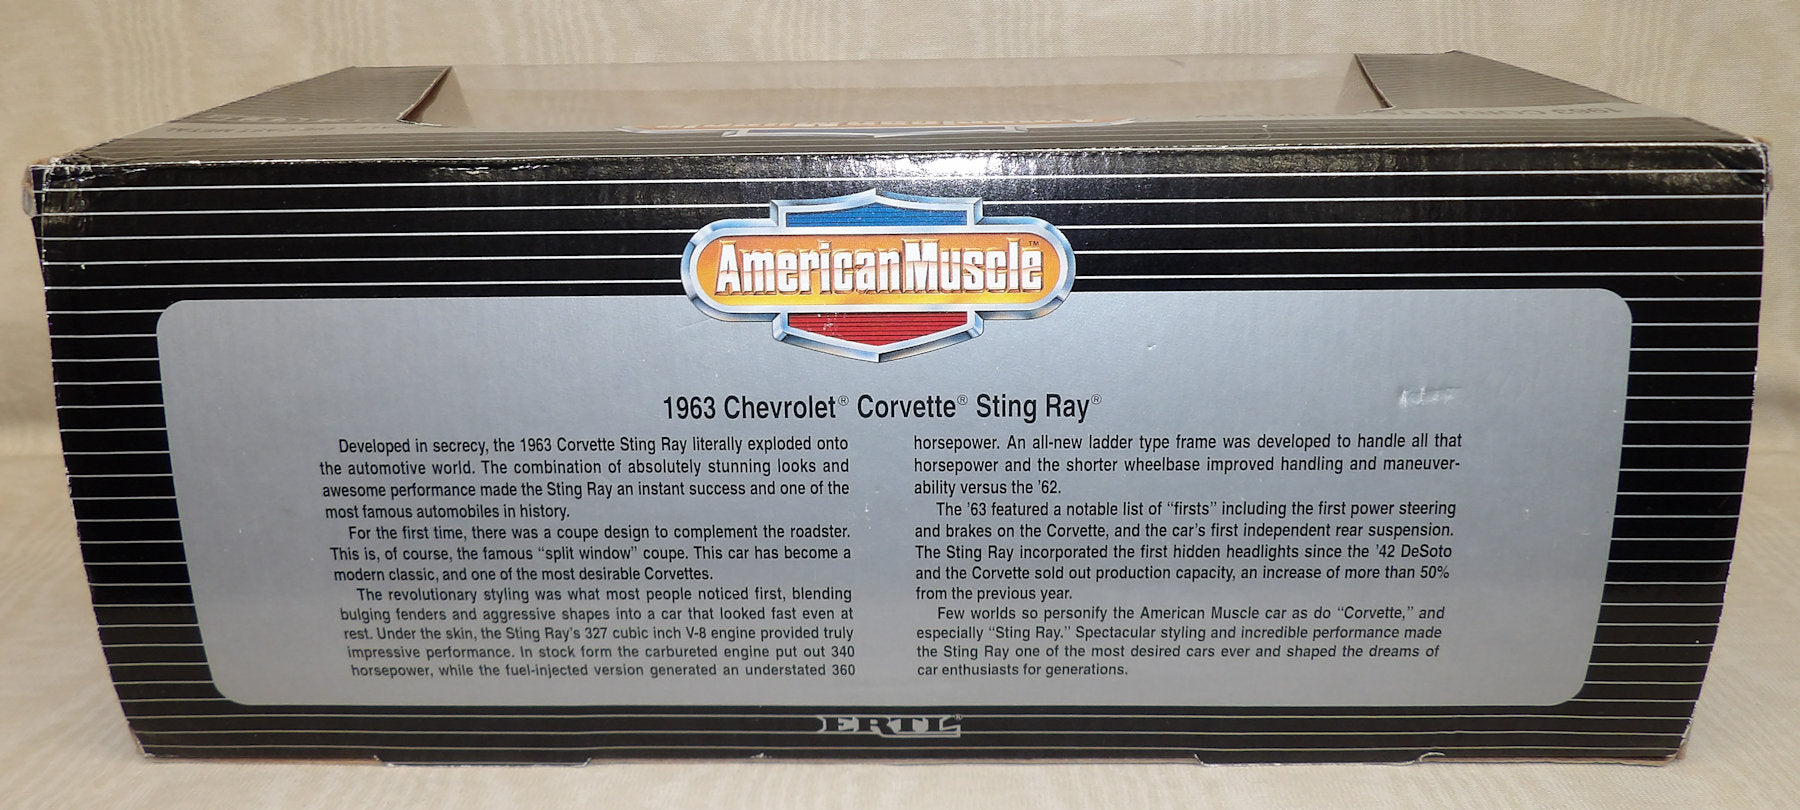 American Muscle™
1963 Chevrolet® Corvette® Sting Ray®
Developed in secrecy, the 1963 Corvette Sting Ray literally exploded onto
the automotive world. The combination of absolutely stunning looks and
awesome performance made the Sting Ray an instant success and one of the
most famous automobiles in history.
For the first time, there was a coupe design to complement the roadster.
This is, of course, the famous “split window” coupe. This car has become a
modern classic, and one of the most desirable Corvettes.
The revolutionary styling was what most people noticed first, blending
bulging fenders and aggressive shapes into a car that looked fast even at
rest. Under the skin, the Sting Ray's 327 cubic inch V-8 engine provided truly
impressive performance. In stock form the carbureted engine put out 340
horsepower, while the fuel-injected version generated an understated 360
horsepower. An all-new ladder type frame was developed to handle all that
horsepower and the shorter wheelbase improved handling and maneuver-
ability versus the '62.
The '63 featured a notable list of “firsts” including the first power steering
and brakes on the Corvette, and the car's first independent rear suspension.
The Sting Ray incorporated the first hidden headlights since the '42 DeSoto
and the Corvette sold out production capacity, an increase of more than 50%
from the previous year.
Few worlds so personify the American Muscle car as do “Corvette,” and
especially “Sting Ray.” Spectacular styling and incredible performance made
the Sting Ray one of the most desired cars ever and shaped the dreams of
car enthusiasts for generations.
ERTL®